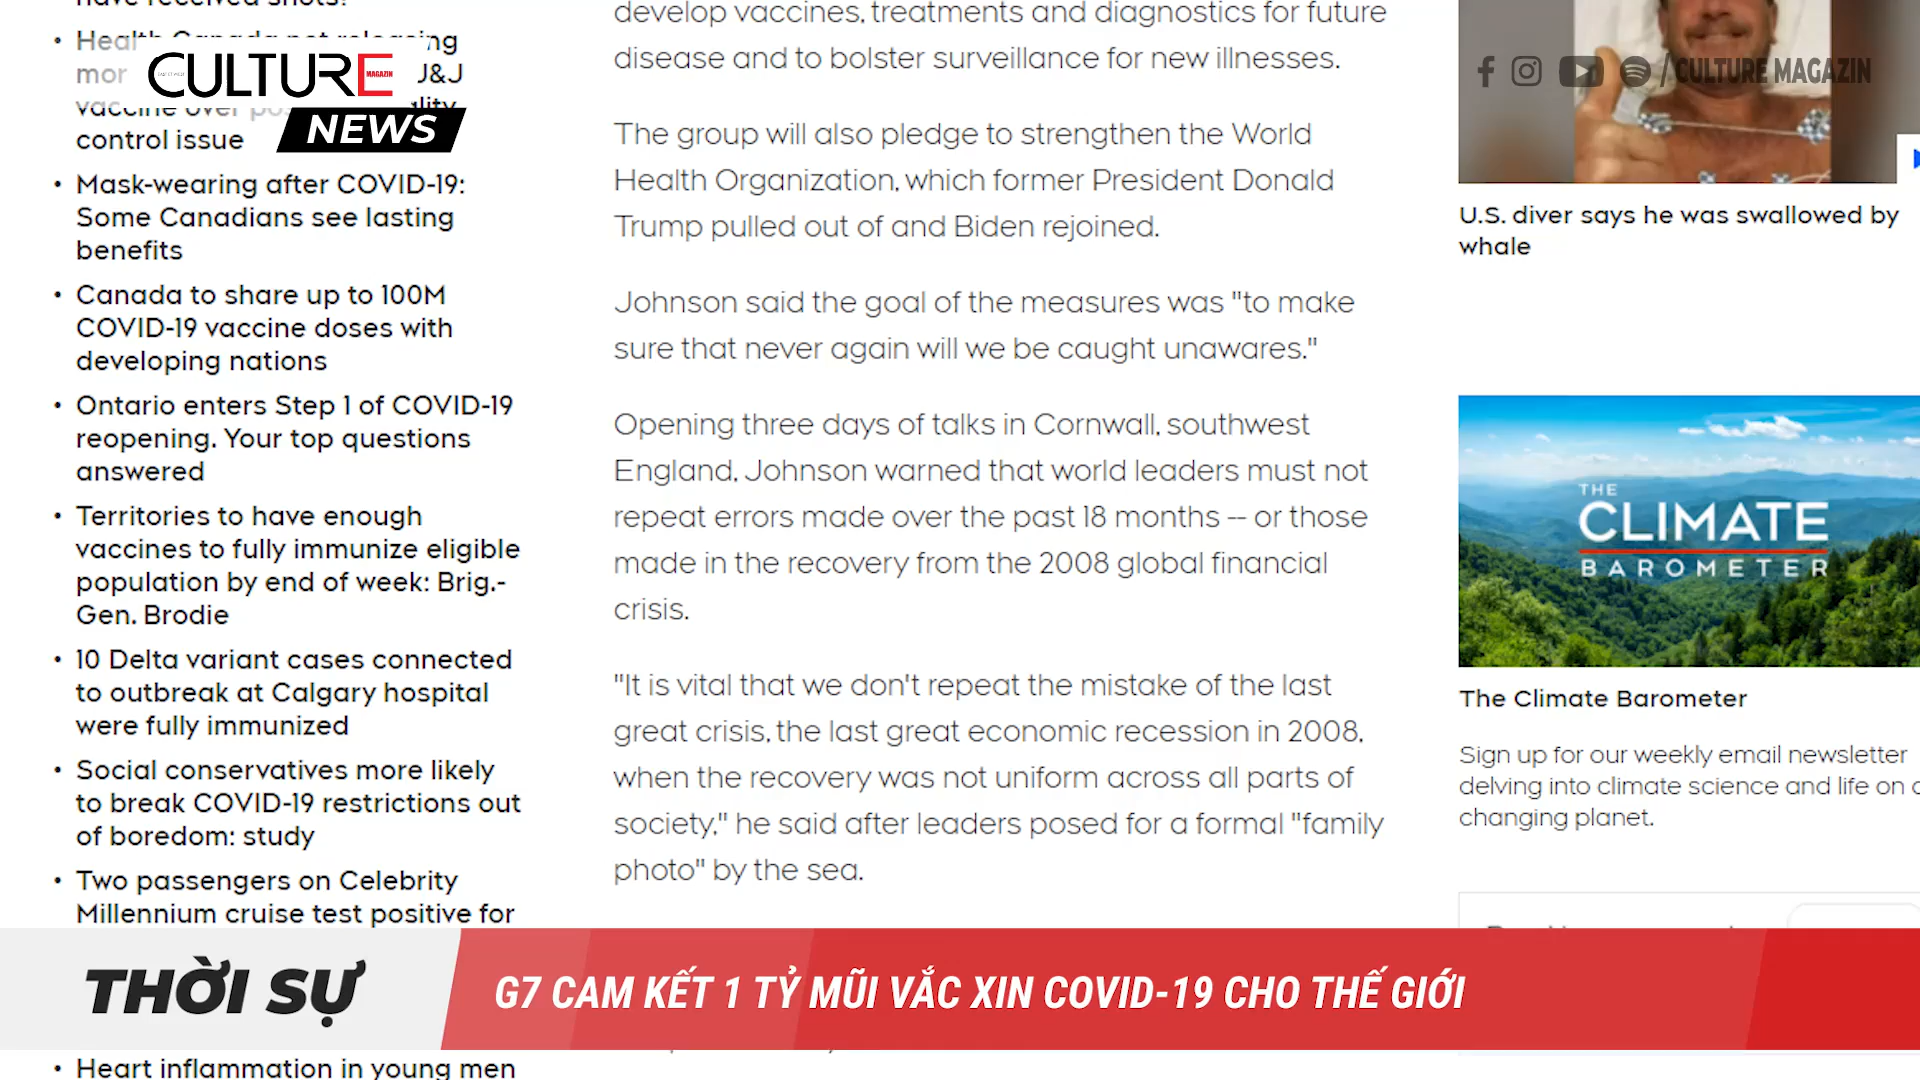 have received shots?
• Health Canada not releasing
mor J&J
vaccine over pos ality
control issue
• Mask-wearing after COVID-19:
Some Canadians see lasting
benefits
• Canada to share up to 100M
COVID-19 vaccine doses with
developing nations
• Ontario enters Step 1 of COVID-19
reopening. Your top questions
answered
• Territories to have enough
vaccines to fully immunize eligible
population by end of week: Brig.-
Gen. Brodie
• 10 Delta variant cases connected
to outbreak at Calgary hospital
were fully immunized
• Social conservatives more likely
to break COVID-19 restrictions out
of boredom: study
• Two passengers on Celebrity
Millennium cruise test positive for
• Heart inflammation in young men
CULTURE
MAGAZIN
NEWS
develop vaccines, treatments and diagnostics for future
disease and to bolster surveillance for new illnesses.
The group will also pledge to strengthen the World
Health Organization, which former President Donald
Trump pulled out of and Biden rejoined.
Johnson said the goal of the measures was "to make
sure that never again will we be caught unawares."
Opening three days of talks in Cornwall, southwest
England, Johnson warned that world leaders must not
repeat errors made over the past 18 months -- or those
made in the recovery from the 2008 global financial
crisis.
"It is vital that we don't repeat the mistake of the last
great crisis, the last great economic recession in 2008,
when the recovery was not uniform across all parts of
society," he said after leaders posed for a formal "family
photo" by the sea.
/CULTURE MAGAZIN
U.S. diver says he was swallowed by
whale
THE
CLIMATE
BAROMETER
The Climate Barometer
Sign up for our weekly email newsletter
delving into climate science and life on a
changing planet.
THỜI SỰ
G7 CAM KẾT 1 TỶ MŨI VẮC XIN COVID-19 CHO THẾ GIỚI